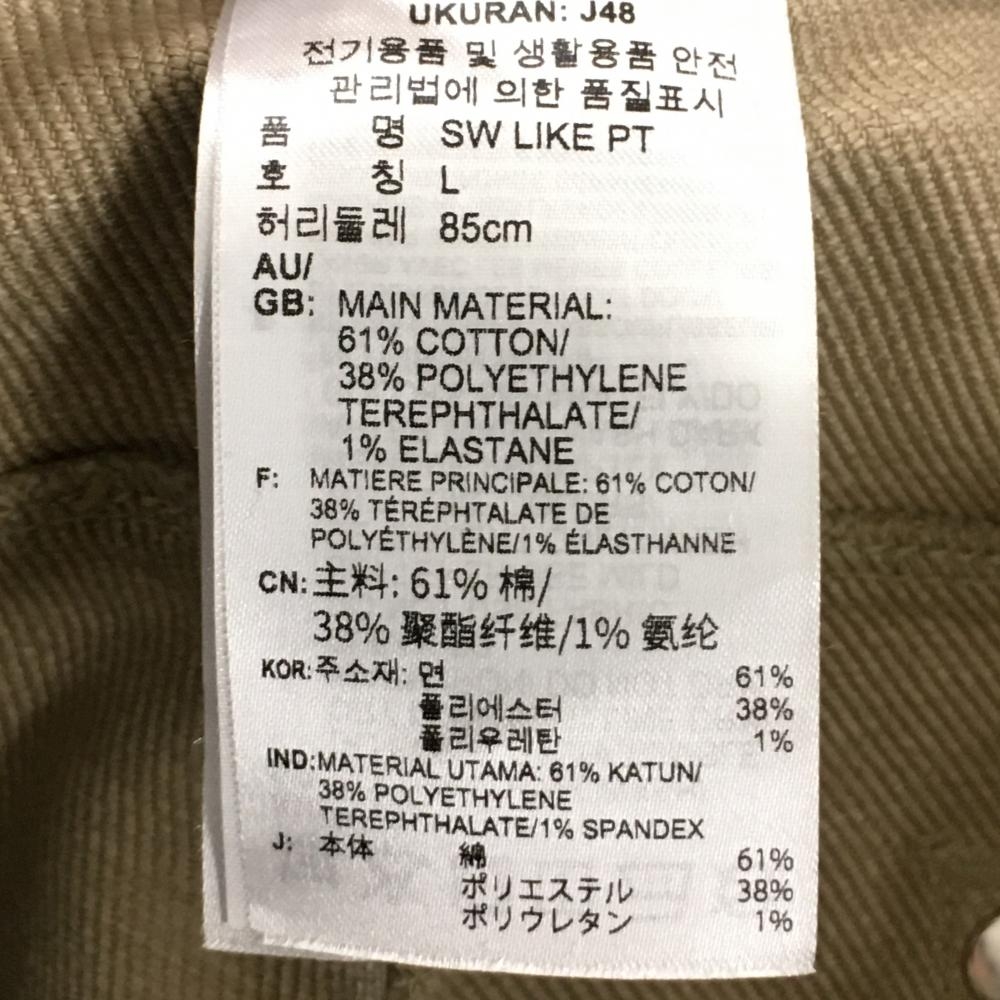 UKURAN: J48
전기용품 및 생활용품 안전
관리법에 의한 품질표시
품 명 SW LIKE PT
호 칭 L
허리둘레 85cm
AU/
GB: MAIN MATERIAL:
61% COTTON/
38% POLYETHYLENE
TEREPHTHALATE/
1% ELASTANE
F: MATIERE PRINCIPALE: 61% COTON/
38% TÉRÉPHTALATE DE
POLYÉTHYLÈNE/1% ÉLASTHANNE
CN: 主料: 61% 棉/
38% 聚酯纤维/1% 氨纶
KOR: 주소재: 면 61%
폴리에스터 38%
폴리우레탄 1%
IND: MATERIAL UTAMA: 61% KATUN/
38% POLYETHYLENE
TEREPHTHALATE/1% SPANDEX
J: 本体 綿 61%
ポリエステル 38%
ポリウレタン 1%